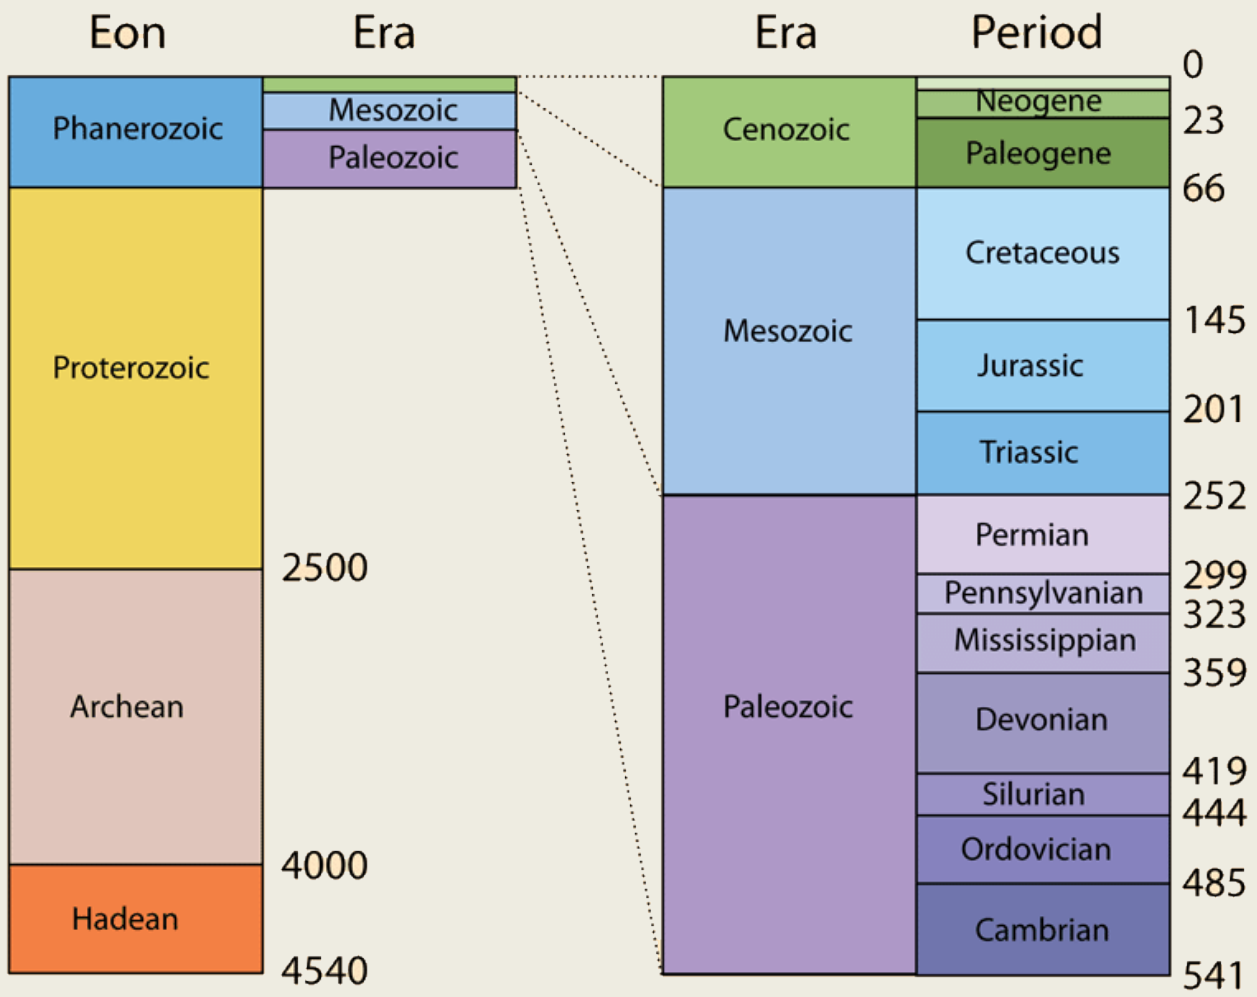 Eon Era Era Period
0
Phanerozoic Mesozoic Cenozoic Neogene
23
Paleozoic Paleogene
66
Proterozoic Mesozoic Cretaceous
145
Jurassic
201
Triassic
252
2500 Permian
299
Pennsylvanian
323
Mississippian
359
Archean Paleozoic Devonian
419
Silurian
444
4000 Ordovician
485
Hadean Cambrian
4540 541